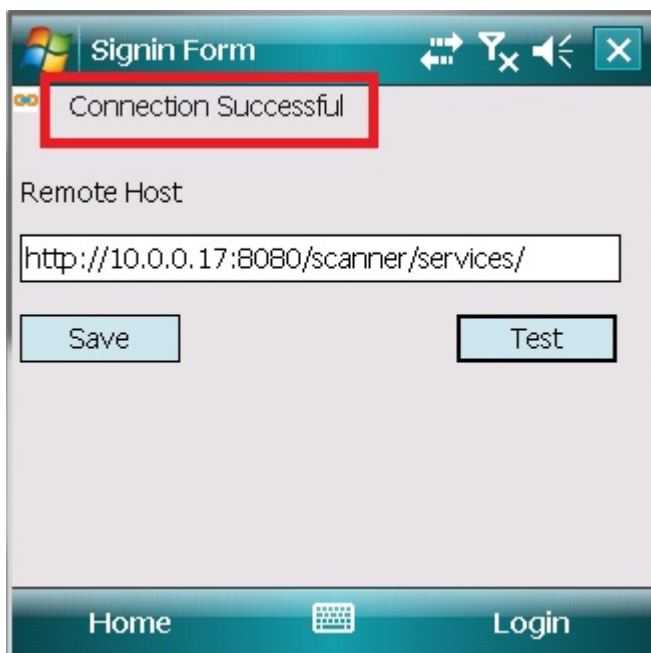 Signin Form
Connection Successful
Remote Host
http://10.0.0.17:8080/scanner/services/
Save Test
Home Login